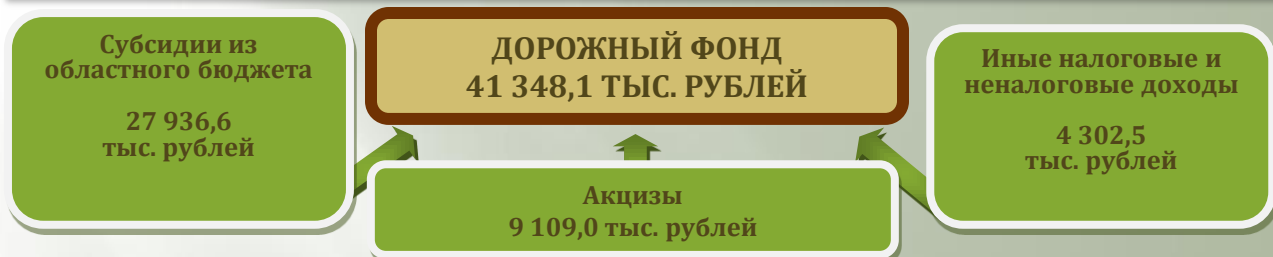 Субсидии из
областного бюджета
27 936,6
тыс. рублей
ДОРОЖНЫЙ ФОНД
41 348,1 ТЫС. РУБЛЕЙ
Иные налоговые и
неналоговые доходы
4 302,5
тыс. рублей
Акцизы
9 109,0 тыс. рублей